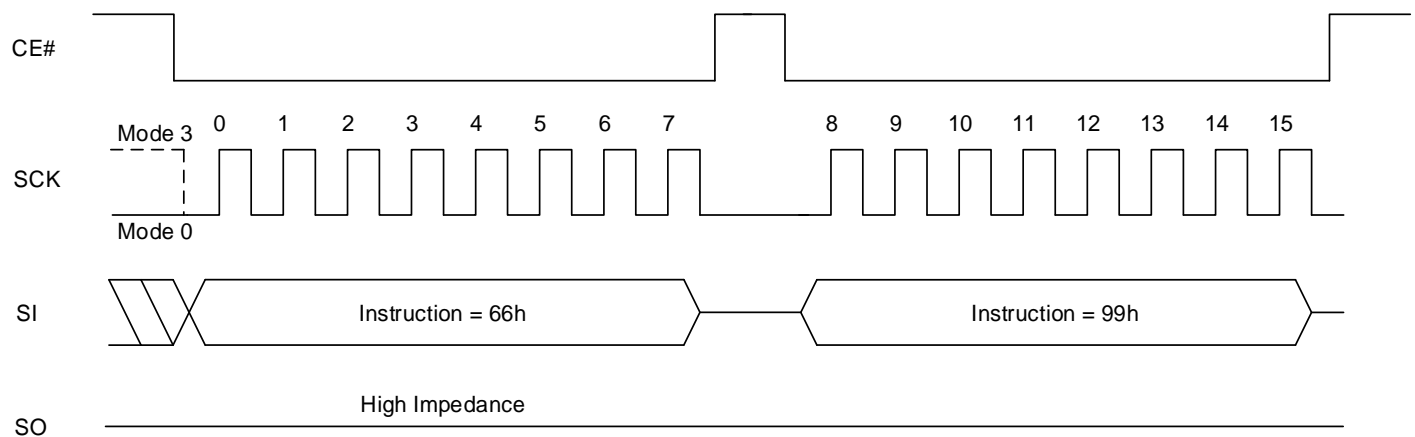 CE#
Mode 3 0 1 2 3 4 5 6 7 8 9 10 11 12 13 14 15
SCK
Mode 0
SI Instruction = 66h Instruction = 99h
High Impedance
SO